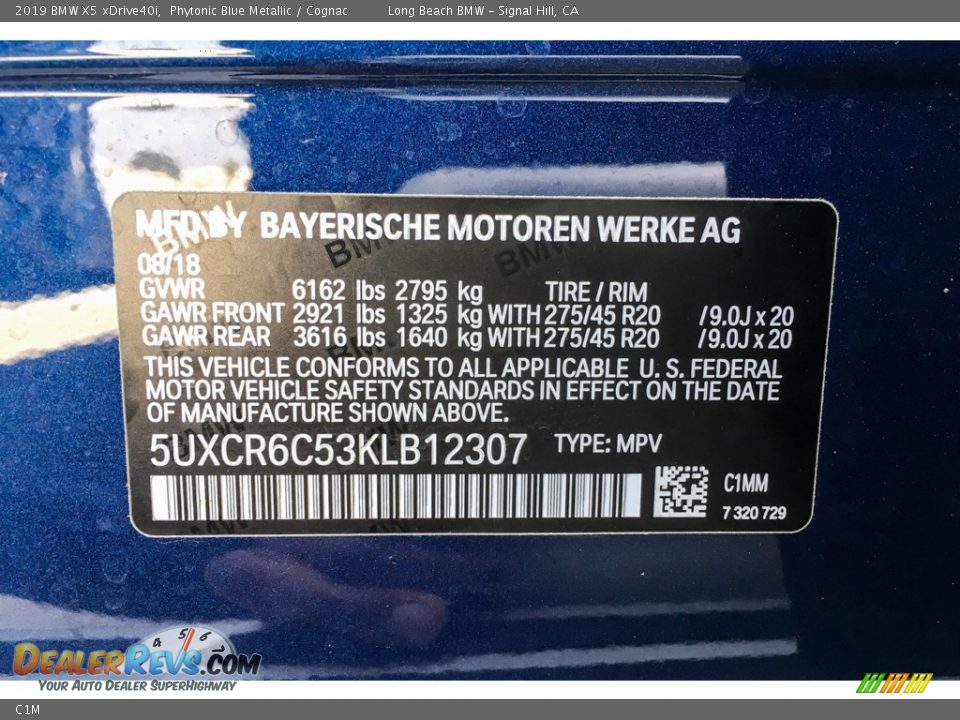 2019 BMW X5 xDrive40i, Phytonic Blue Metallic / Cognac Long Beach BMW – Signal Hill, CA
MFD BY BAYERISCHE MOTOREN WERKE AG
08/18
GVWR 6162 lbs 2795 kg TIRE / RIM
GAWR FRONT 2921 lbs 1325 kg WITH 275/45 R20 /9.0J x 20
GAWR REAR 3616 lbs 1640 kg WITH 275/45 R20 /9.0J x 20
THIS VEHICLE CONFORMS TO ALL APPLICABLE U. S. FEDERAL
MOTOR VEHICLE SAFETY STANDARDS IN EFFECT ON THE DATE
OF MANUFACTURE SHOWN ABOVE.
5UXCR6C53KLB12307 TYPE: MPV
C1MM
7 320 729
4 5 6
DEALERREVS.COM
YOUR AUTO DEALER SUPERHIGHWAY
C1M